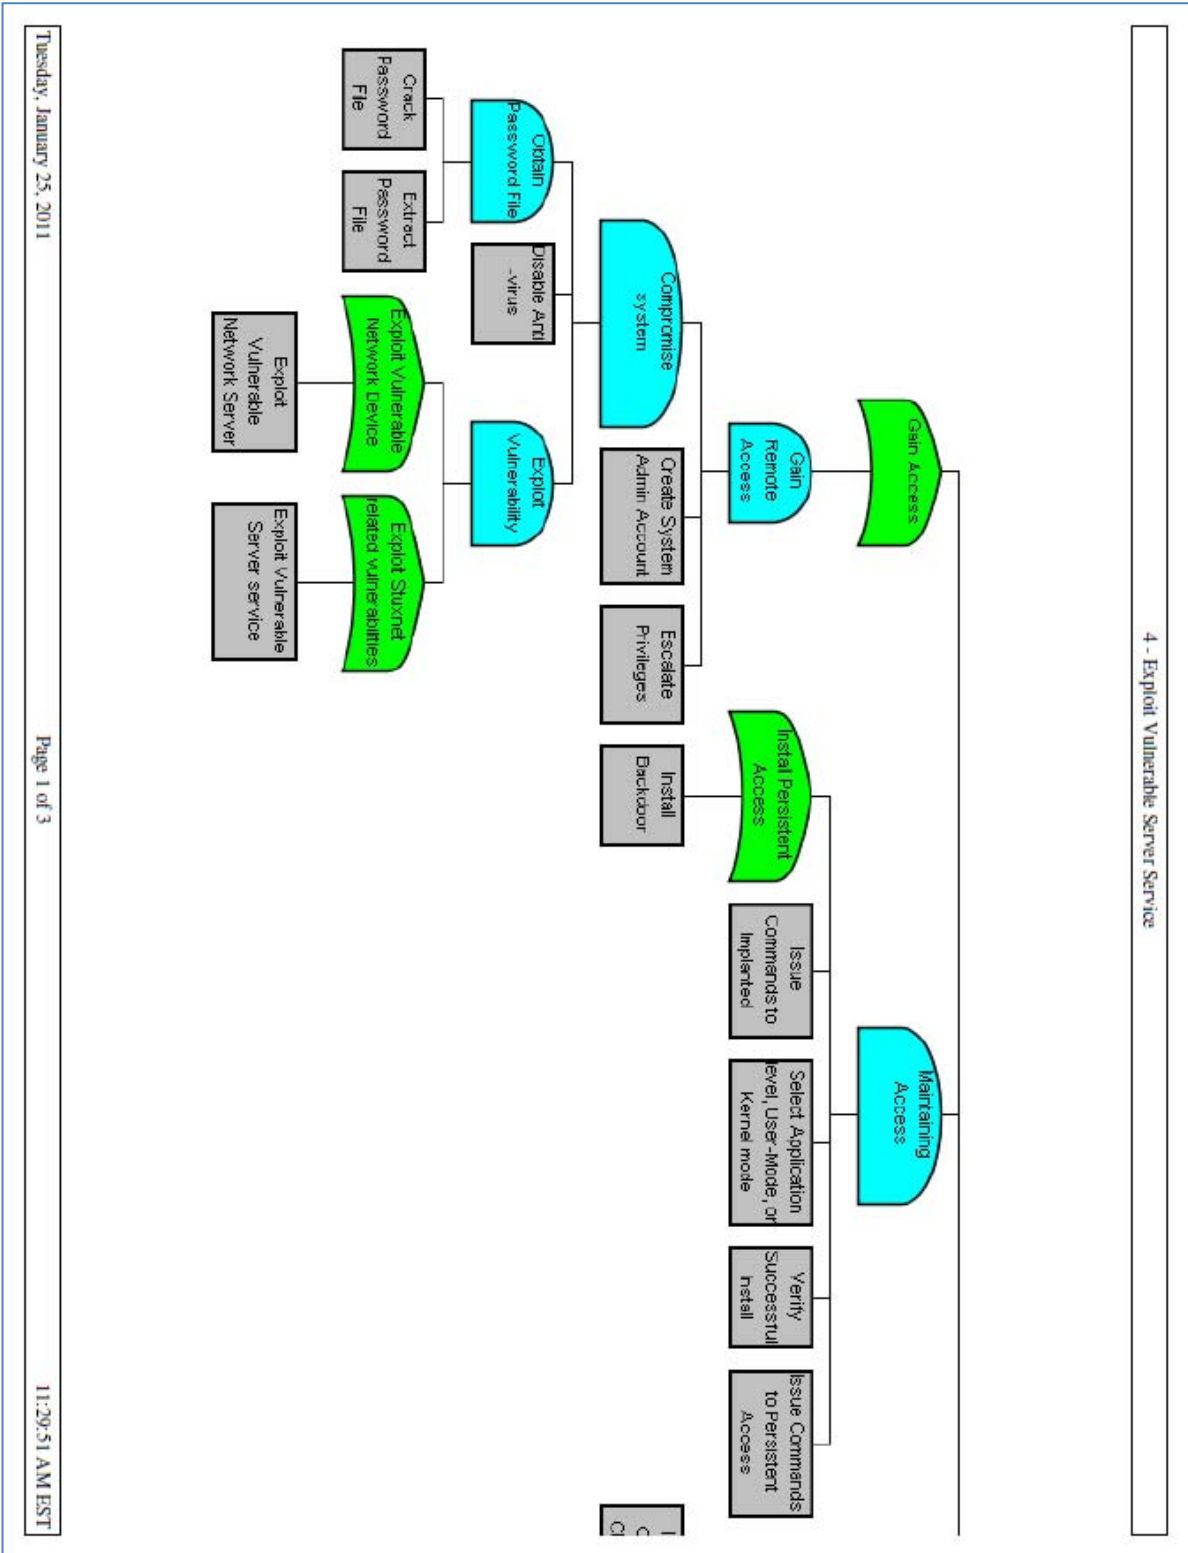 4 - Exploit Vulnerable Server Service
Gain Access
Maintaining
Access
Gain
Remote
Access
Instal Persistent
Access
Issue
Commands to
Implanted
Select Application
level, User-Mode, or
Kernel mode
Verify
Successful
Install
Issue Commands
to Persistent
Access
Compromise
system
Create System
Admin Account
Escalate
Privileges
Install
Backdoor
Obtain
Password File
Disable Anti
-virus
Exploit
Vulnerability
Crack
Password
File
Extract
Password
File
Exploit Vulnerable
Network Device
Explot Stuxnet
related vulnerabilities
Exploit
Vulnerable
Network Server
Exploit Vulnerable
Server service
Tuesday, January 25, 2011
Page 1 of 3
11:29:51 AM EST